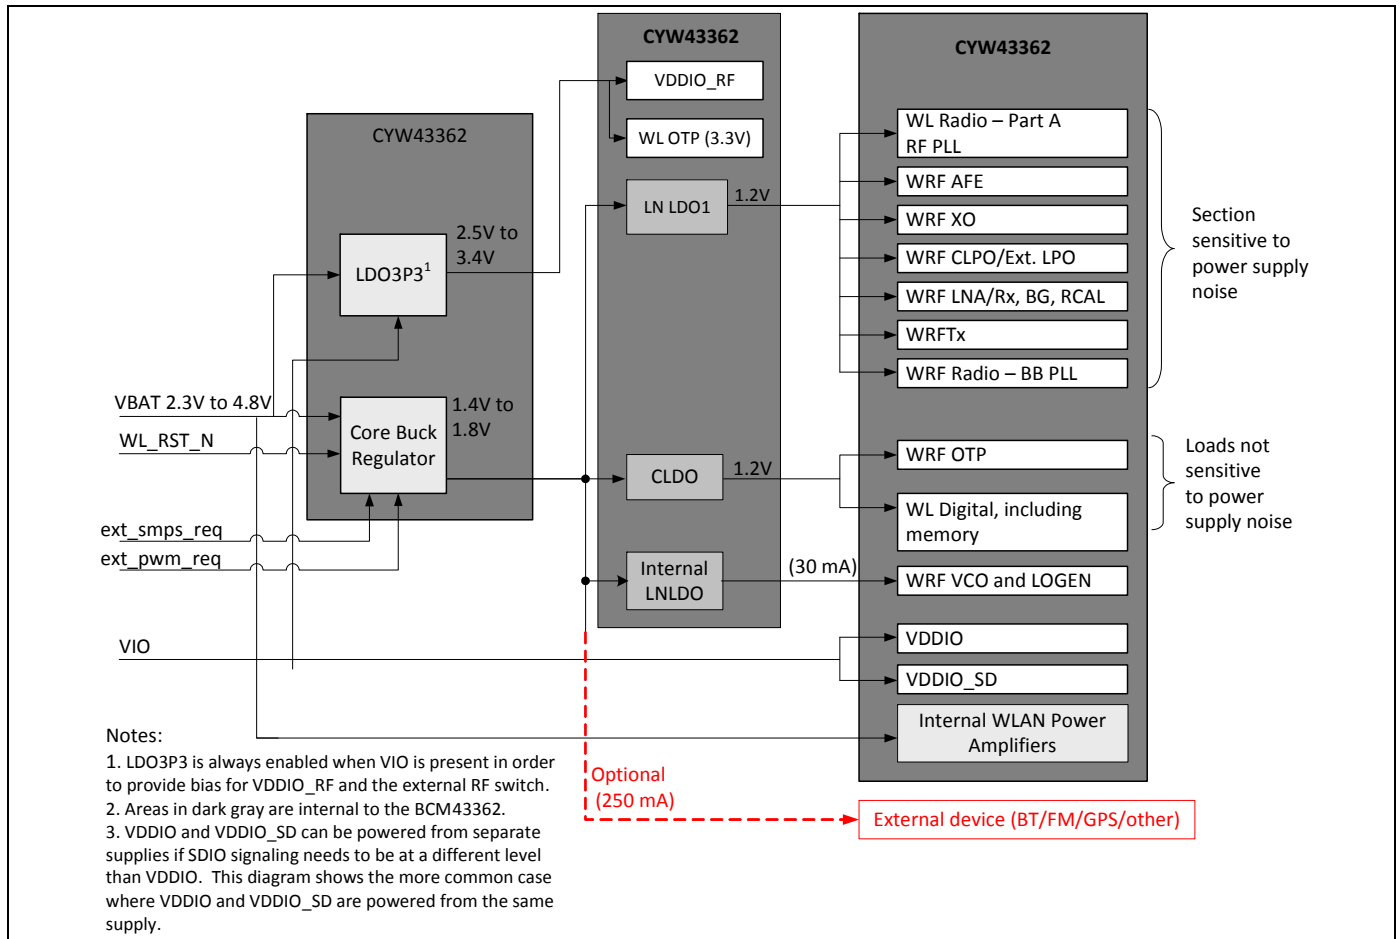 CYW43362
LDO3P3¹
2.5V to
3.4V
Core Buck
Regulator
1.4V to
1.8V
VBAT 2.3V to 4.8V
WL_RST_N
ext_smps_req
ext_pwm_req
VIO
CYW43362
VDDIO_RF
WL OTP (3.3V)
LN LDO1
1.2V
CLDO
1.2V
Internal
LNLDO
(30 mA)
CYW43362
WL Radio – Part A
RF PLL
WRF AFE
WRF XO
WRF CLPO/Ext. LPO
WRF LNA/Rx, BG, RCAL
WRFTx
WRF Radio – BB PLL
WRF OTP
WL Digital, including
memory
WRF VCO and LOGEN
VDDIO
VDDIO_SD
Internal WLAN Power
Amplifiers
Section
sensitive to
power supply
noise
Loads not
sensitive
to power
supply noise
Optional
(250 mA)
External device (BT/FM/GPS/other)
Notes:
1. LDO3P3 is always enabled when VIO is present in order
to provide bias for VDDIO_RF and the external RF switch.
2. Areas in dark gray are internal to the BCM43362.
3. VDDIO and VDDIO_SD can be powered from separate
supplies if SDIO signaling needs to be at a different level
than VDDIO. This diagram shows the more common case
where VDDIO and VDDIO_SD are powered from the same
supply.